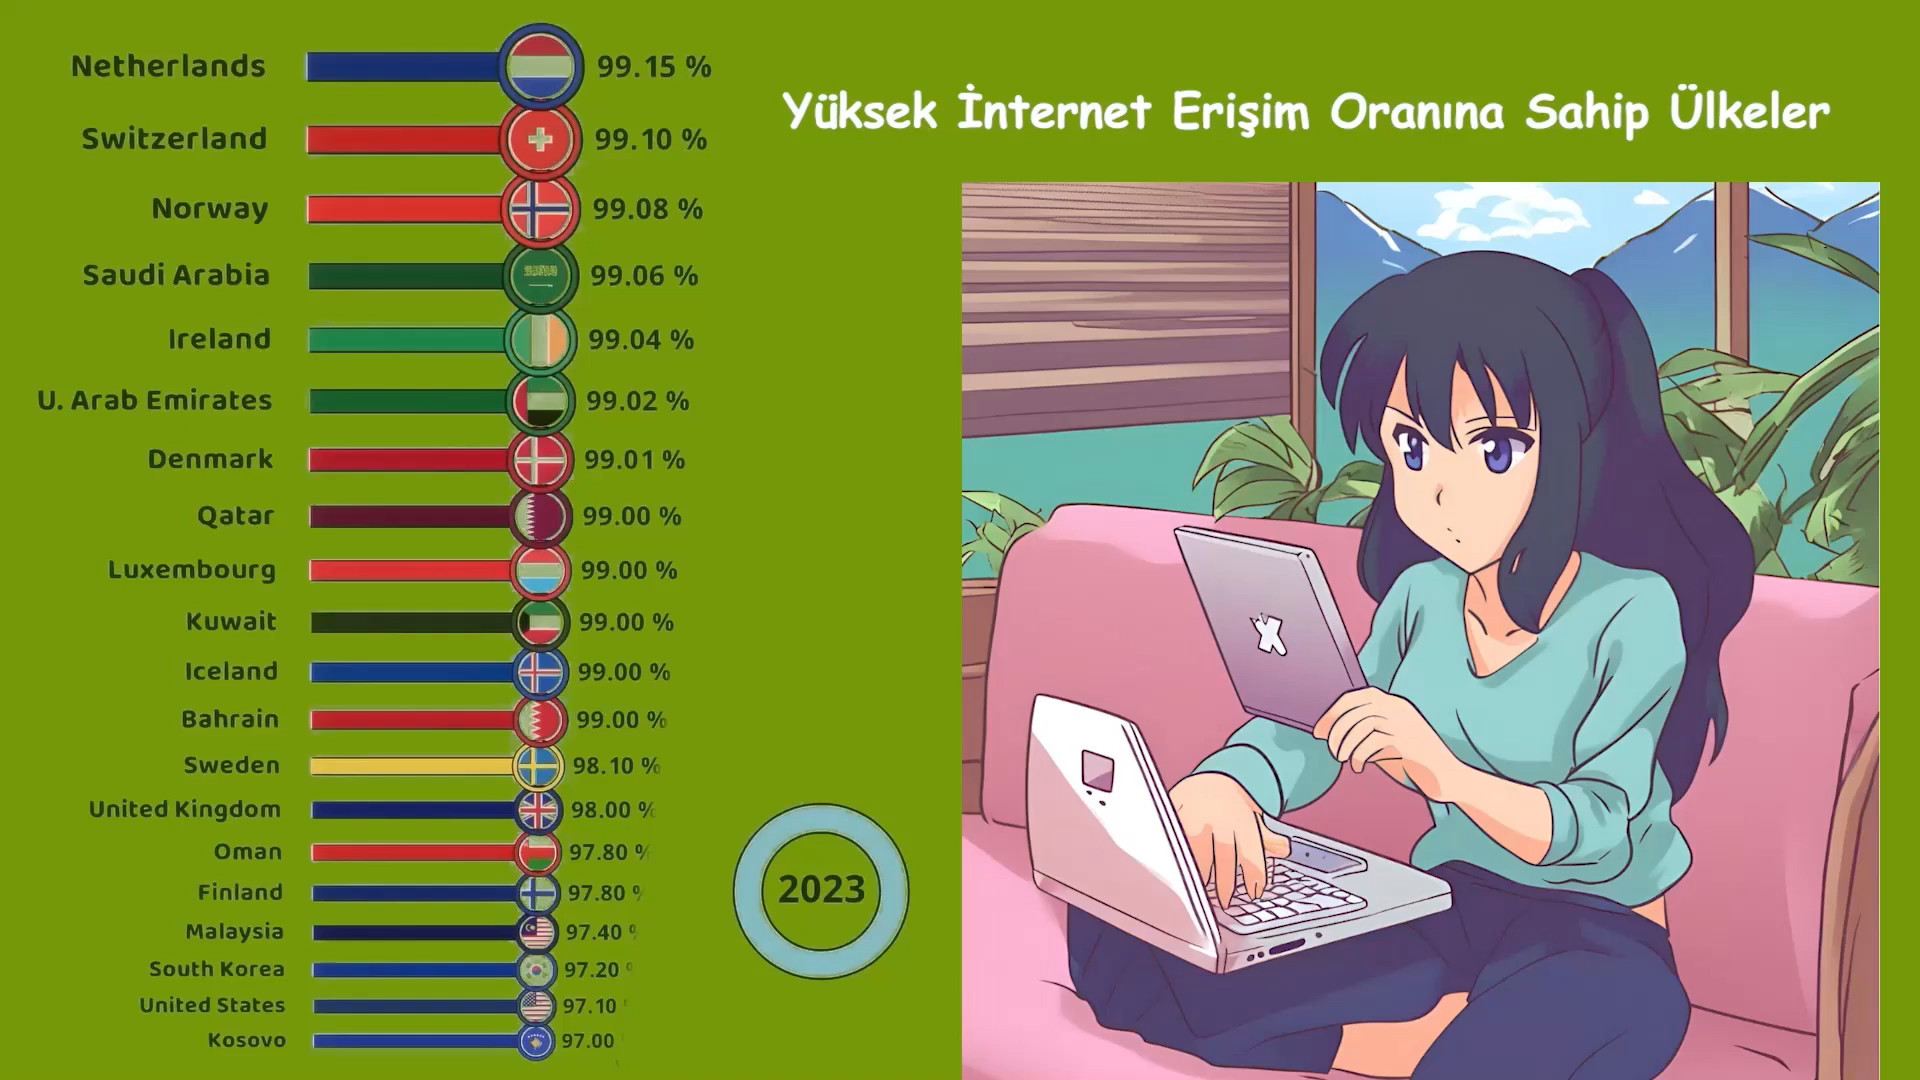 Netherlands 99.15 %
Yüksek İnternet Erişim Oranına Sahip Ülkeler
Switzerland 99.10 %
Norway 99.08 %
Saudi Arabia 99.06 %
Ireland 99.04 %
U. Arab Emirates 99.02 %
Denmark 99.01 %
Qatar 99.00 %
Luxembourg 99.00 %
Kuwait 99.00 %
Iceland 99.00 %
Bahrain 99.00 %
Sweden 98.10 %
United Kingdom 98.00 %
Oman 97.80 %
Finland 97.80 %
2023
Malaysia 97.40 %
South Korea 97.20
United States 97.10
Kosovo 97.00